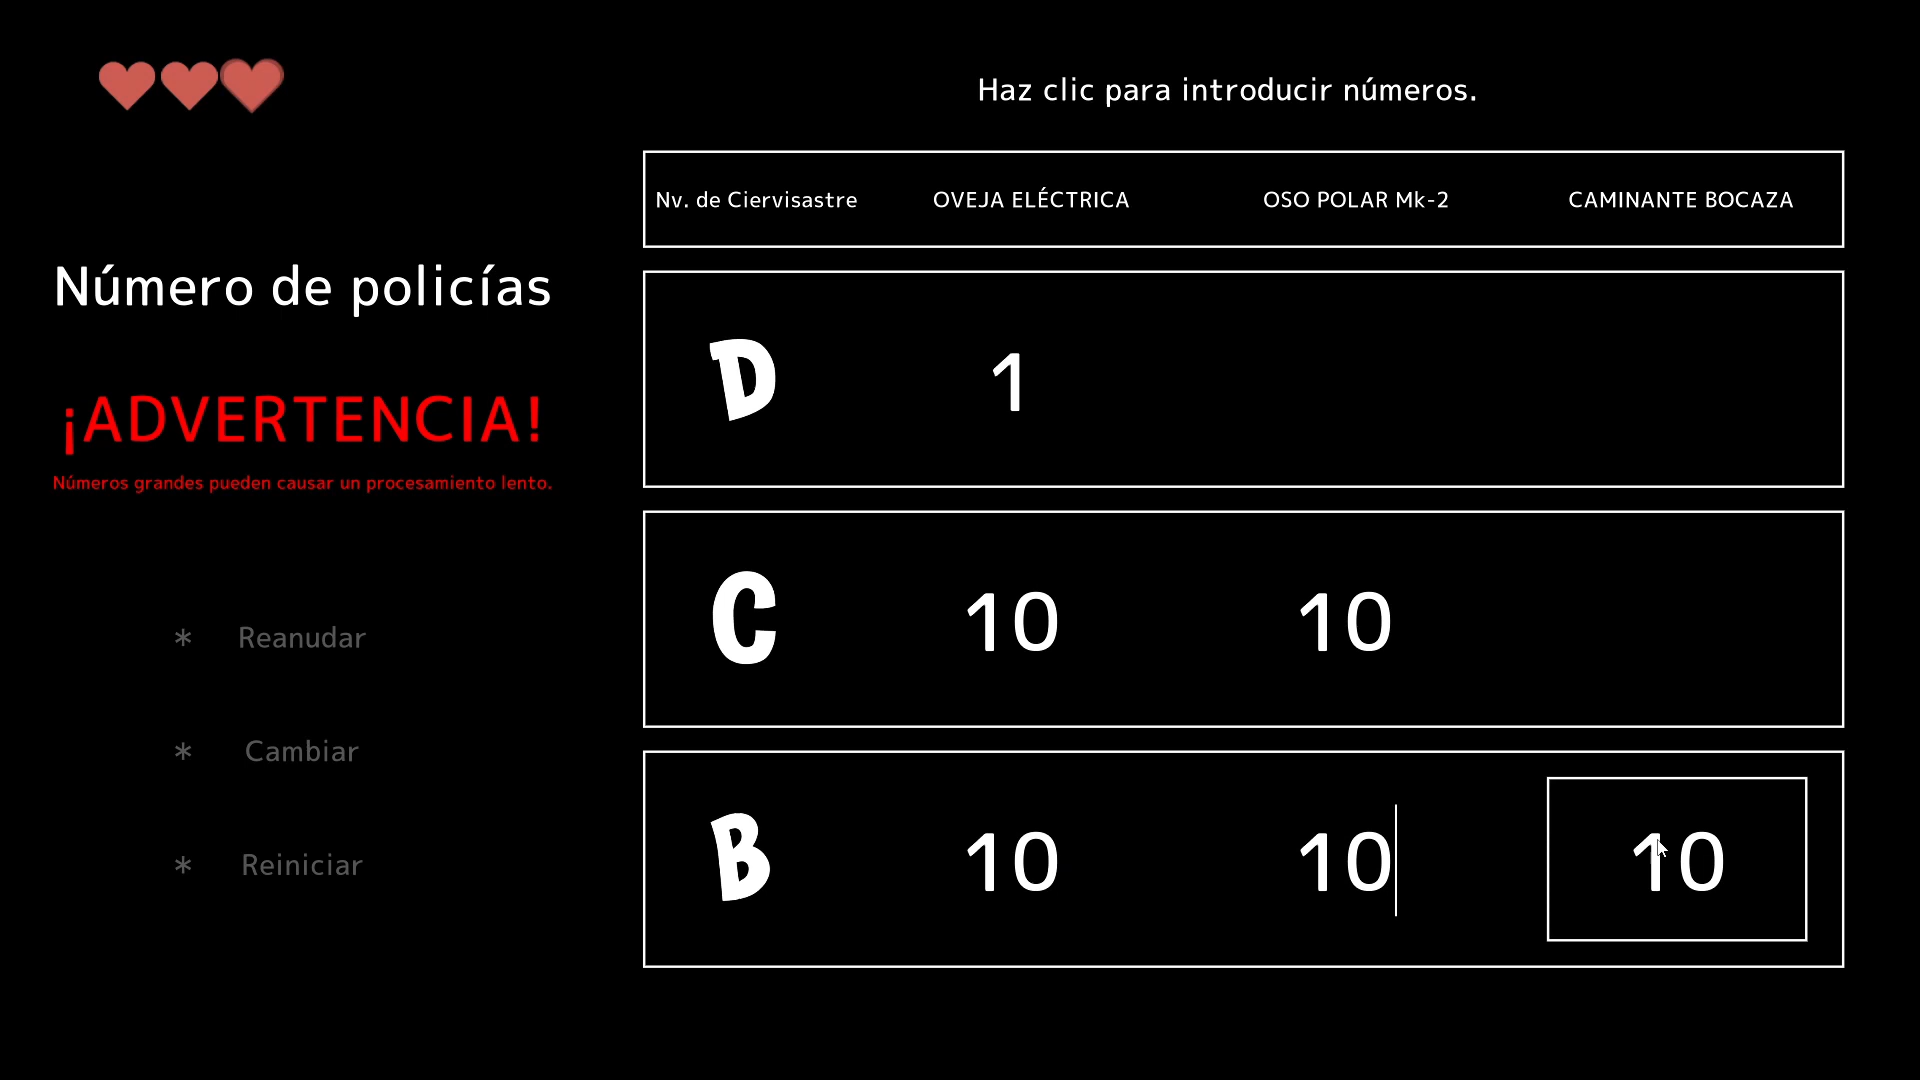 Haz clic para introducir números.
Nv. de Ciervisastre OVEJA ELÉCTRICA OSO POLAR Mk-2 CAMINANTE BOCAZA
Número de policías
¡ADVERTENCIA!
Números grandes pueden causar un procesamiento lento.
D 1
C 10 10
B 10 10 10
* Reanudar
* Cambiar
* Reiniciar